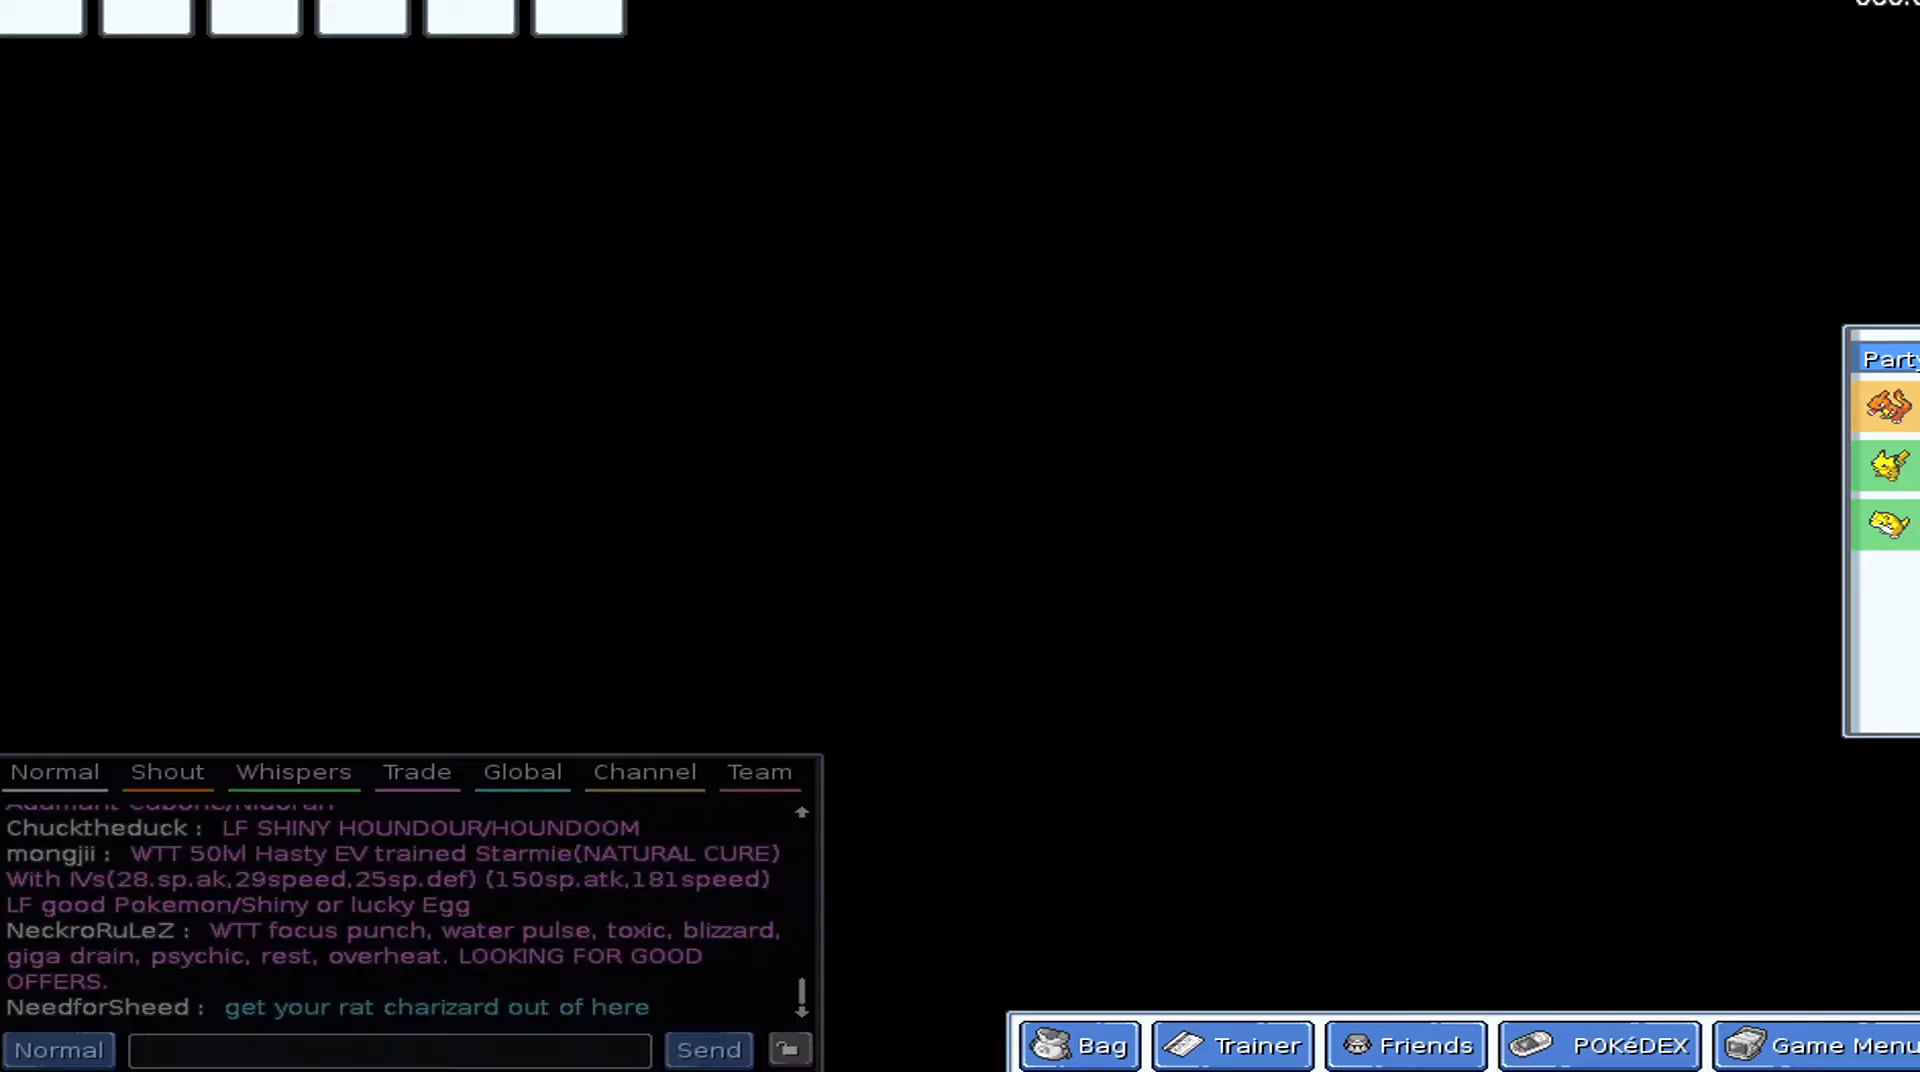 Party
Normal Shout Whispers Trade Global Channel Team
Adamant Cubone/Nidoran
Chucktheduck : LF SHINY HOUNDOUR/HOUNDOOM
mongjii : WTT 50lvl Hasty EV trained Starmie(NATURAL CURE)
With IVs(28.sp.ak,29speed,25sp.def) (150sp.atk,181speed)
LF good Pokemon/Shiny or lucky Egg
NeckroRuLeZ : WTT focus punch, water pulse, toxic, blizzard,
giga drain, psychic, rest, overheat. LOOKING FOR GOOD
OFFERS.
NeedforSheed : get your rat charizard out of here
Normal Send
Bag Trainer Friends POKéDEX Game Menu